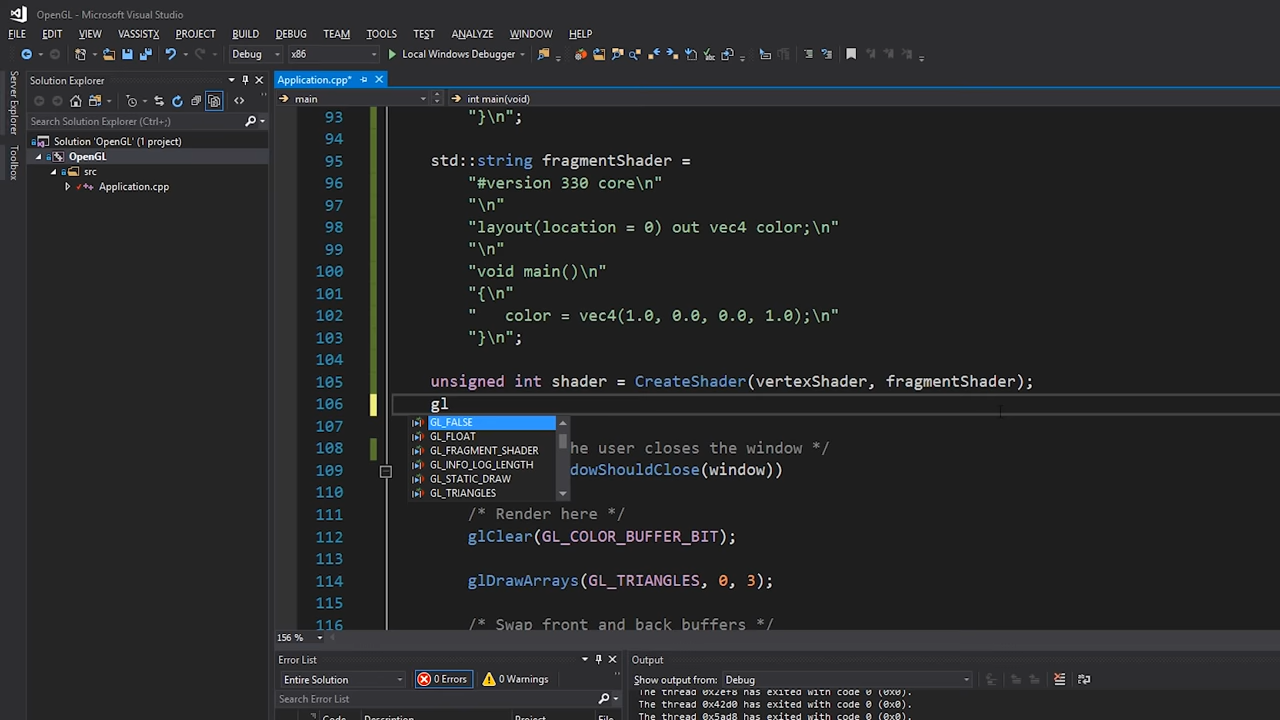 OpenGL - Microsoft Visual Studio
FILE EDIT VIEW VASSISTX PROJECT BUILD DEBUG TEAM TOOLS TEST ANALYZE WINDOW HELP
Debug x86 Local Windows Debugger
Server Explorer
Toolbox
Solution Explorer
Search Solution Explorer (Ctrl+;)
Solution 'OpenGL' (1 project)
OpenGL
src
Application.cpp
Application.cpp*
main int main(void)
93 "}\n";
94
95 std::string fragmentShader =
96 "#version 330 core\n"
97 "\n"
98 "layout(location = 0) out vec4 color;\n"
99 "\n"
100 "void main()\n"
101 "{\n"
102 "   color = vec4(1.0, 0.0, 0.0, 1.0);\n"
103 "}\n";
104
105 unsigned int shader = CreateShader(vertexShader, fragmentShader);
106 gl
GL_FALSE
GL_FLOAT
GL_FRAGMENT_SHADER
GL_INFO_LOG_LENGTH
GL_STATIC_DRAW
GL_TRIANGLES
107
108 he user closes the window */
109 dowShouldClose(window))
110
111 /* Render here */
112 glClear(GL_COLOR_BUFFER_BIT);
113
114 glDrawArrays(GL_TRIANGLES, 0, 3);
115
116 /* Swap front and back buffers */
156 %
Error List
Entire Solution 0 Errors 0 Warnings
Search Error List
Code Description Project File
Output
Show output from: Debug
The thread 0x2ef8 has exited with code 0 (0x0).
The thread 0x42d0 has exited with code 0 (0x0).
The thread 0x5ad8 has exited with code 0 (0x0).